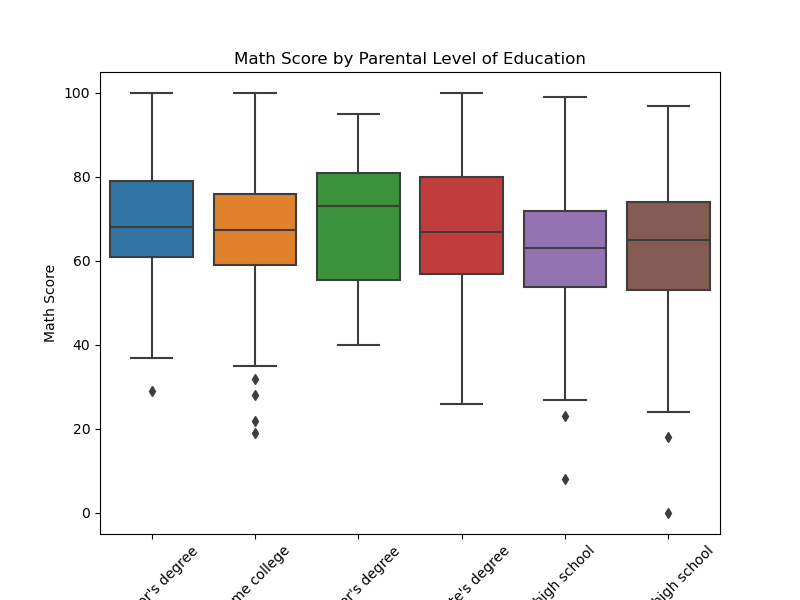 Math Score by Parental Level of Education
Math Score
100
80
60
40
20
0
degree
college
degree
degree
high school
high school